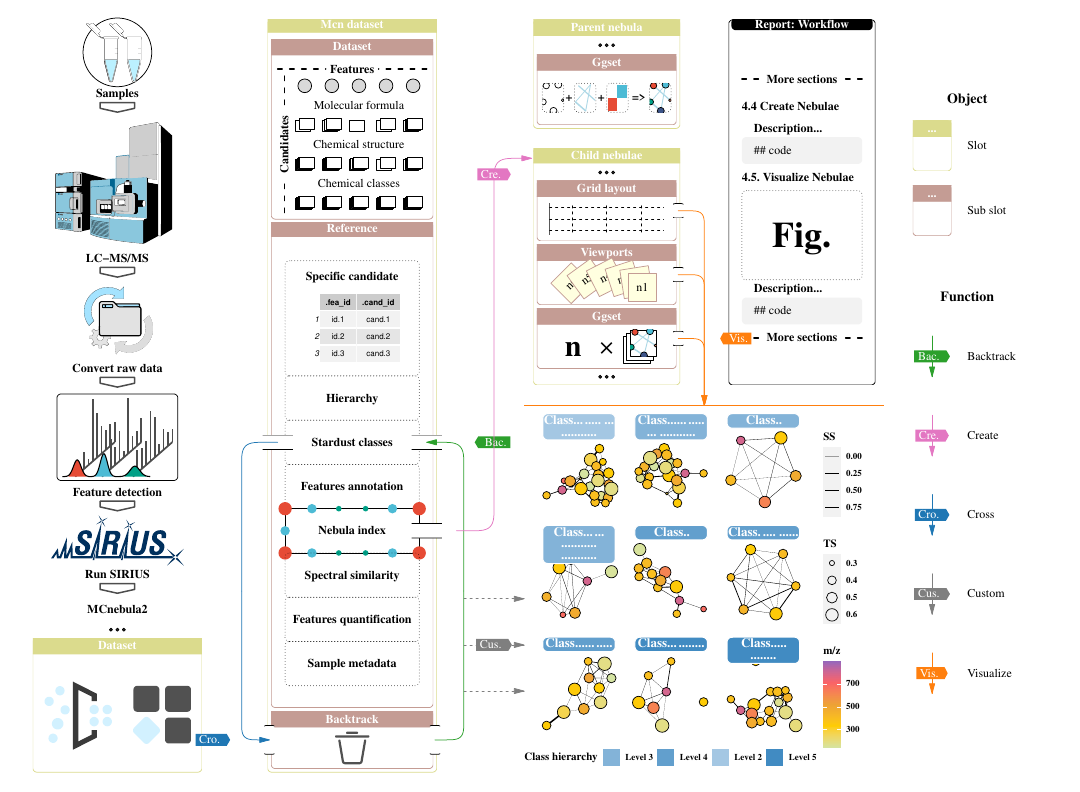 Samples
LC−MS/MS
Convert raw data
Feature detection
SIRIUS
Run SIRIUS
MCnebula2
•••
Dataset
Cro.
Mcn dataset
Dataset
Features
Candidates
Molecular formula
Chemical structure
Chemical classes
Reference
Specific candidate
.fea_id .cand_id
1 id.1 cand.1
2 id.2 cand.2
3 id.3 cand.3
Hierarchy
Stardust classes
Features annotation
Nebula index
Spectral similarity
Features quantification
Sample metadata
Backtrack
Cre.
Bac.
Cus.
Parent nebula
•••
Ggset
+ + =>
Child nebulae
•••
Grid layout
Viewports
n1
Ggset
n ×
•••
Report: Workflow
More sections
4.4 Create Nebulae
Description...
## code
4.5. Visualize Nebulae
Fig.
Description...
## code
Vis.
More sections
Class... ..... ...
...........
Class... ......
... ...........
Class..
Class... ...
...........
...........
Class..
Class. .... ......
Class...... .....
Class.... ........
Class.....
........
SS
0.00
0.25
0.50
0.75
TS
0.3
0.4
0.5
0.6
m/z
700
500
300
Class hierarchy Level 3 Level 4 Level 2 Level 5
Object
...
Slot
...
Sub slot
Function
Bac. Backtrack
Cre. Create
Cro. Cross
Cus. Custom
Vis. Visualize